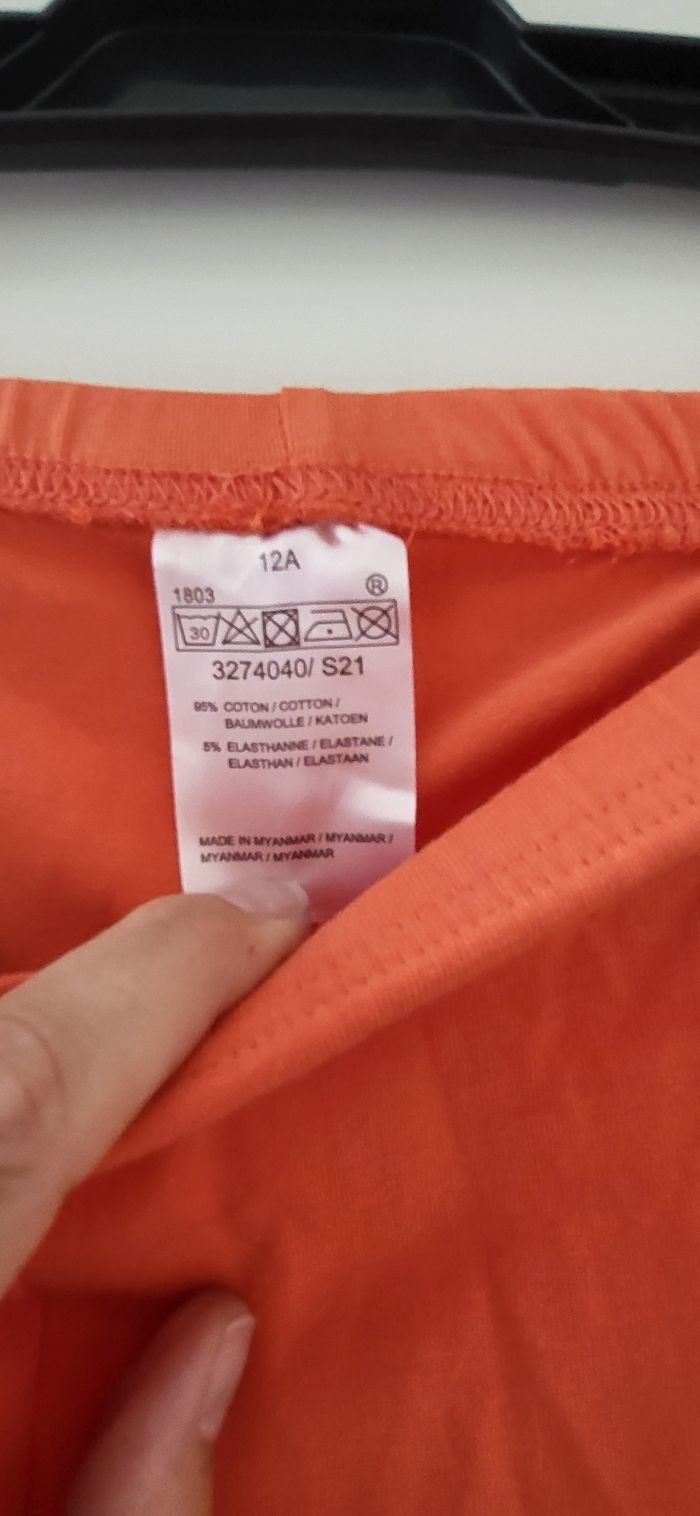 12A
1803 ®
30
3274040/ S21
95% COTON / COTTON /
BAUMWOLLE / KATOEN
5% ELASTHANNE / ELASTANE /
ELASTHAN / ELASTAAN
MADE IN MYANMAR / MYANMAR /
MYANMAR / MYANMAR